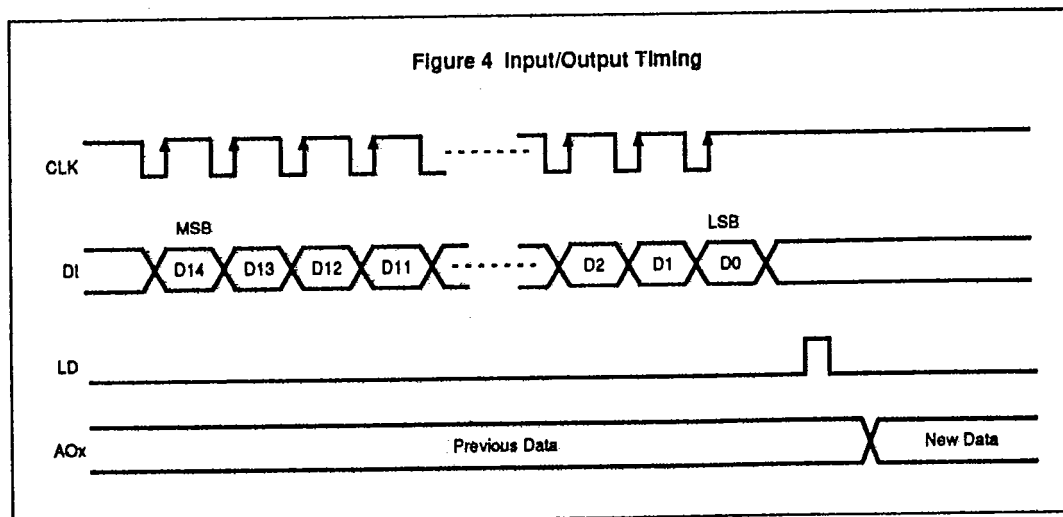 Figure 4 Input/Output Timing
CLK
MSB
LSB
DI
D14
D13
D12
D11
D2
D1
D0
LD
AOx
Previous Data
New Data